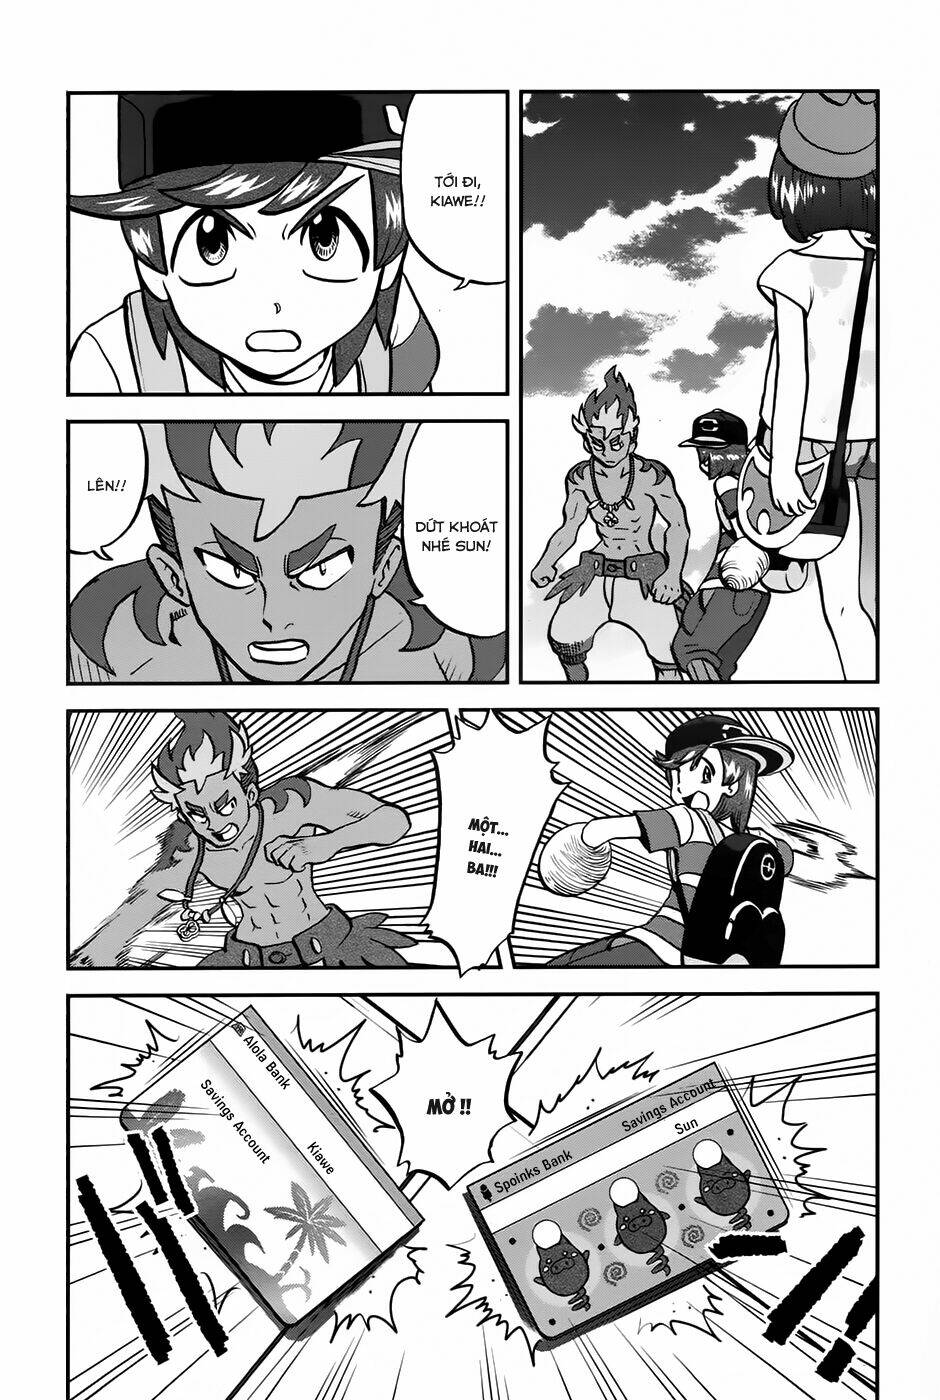 TỚI ĐI,
KIAWE!!
LÊN!!
DỨT KHOÁT
NHÉ SUN!
MỘT...
HAI...
BA!!!
MỞ !!
Alola Bank
Savings Account
Kiawe
Spoinks Bank
Savings Account
Sun